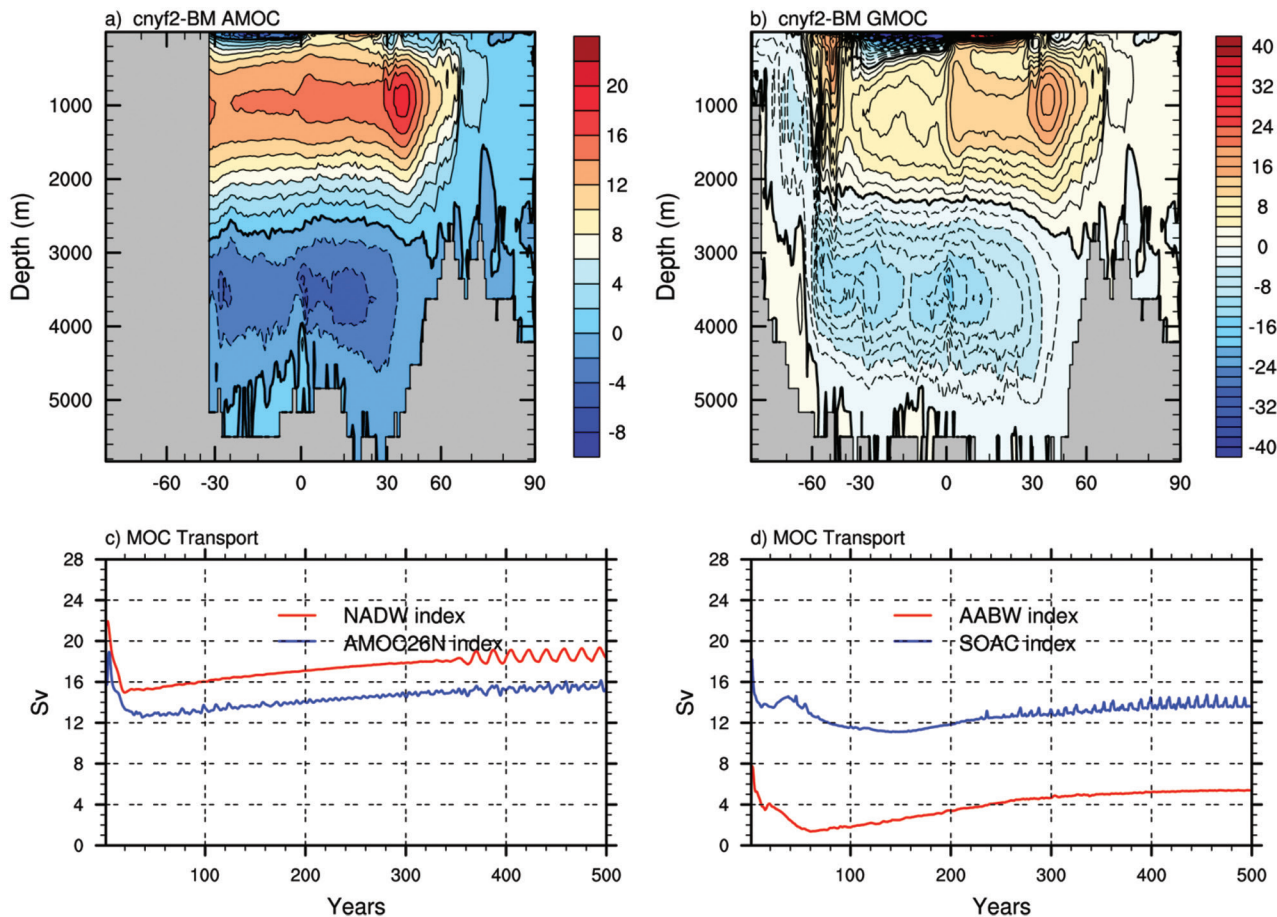 a) cnyf2-BM AMOC
b) cnyf2-BM GMOC
Depth (m)
1000
2000
3000
4000
5000
-60 -30 0 30 60 90
20
16
12
8
4
0
-4
-8
Depth (m)
1000
2000
3000
4000
5000
-60 -30 0 30 60 90
40
32
24
16
8
0
-8
-16
-24
-32
-40
c) MOC Transport
Sv
28
24
20
16
12
8
4
0
NADW index
AMOC26N index
100 200 300 400 500
Years
d) MOC Transport
Sv
28
24
20
16
12
8
4
0
AABW index
SOAC index
100 200 300 400 500
Years